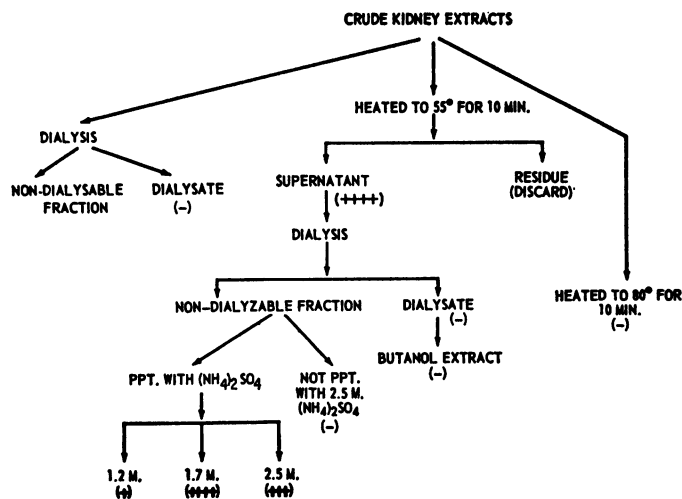 CRUDE KIDNEY EXTRACTS
HEATED TO 55° FOR 10 MIN.
DIALYSIS
NON-DIALYSABLE
FRACTION
DIALYSATE
(-)
SUPERNATANT
(++++)
RESIDUE
(DISCARD)
DIALYSIS
HEATED TO 80° FOR
10 MIN.
(-)
NON-DIALYZABLE FRACTION
DIALYSATE
(-)
BUTANOL EXTRACT
(-)
PPT. WITH (NH4)2SO4
NOT PPT.
WITH 2.5 M.
(NH4)2SO4
(-)
1.2 M.
(+)
1.7 M.
(++++)
2.5 M.
(+++)